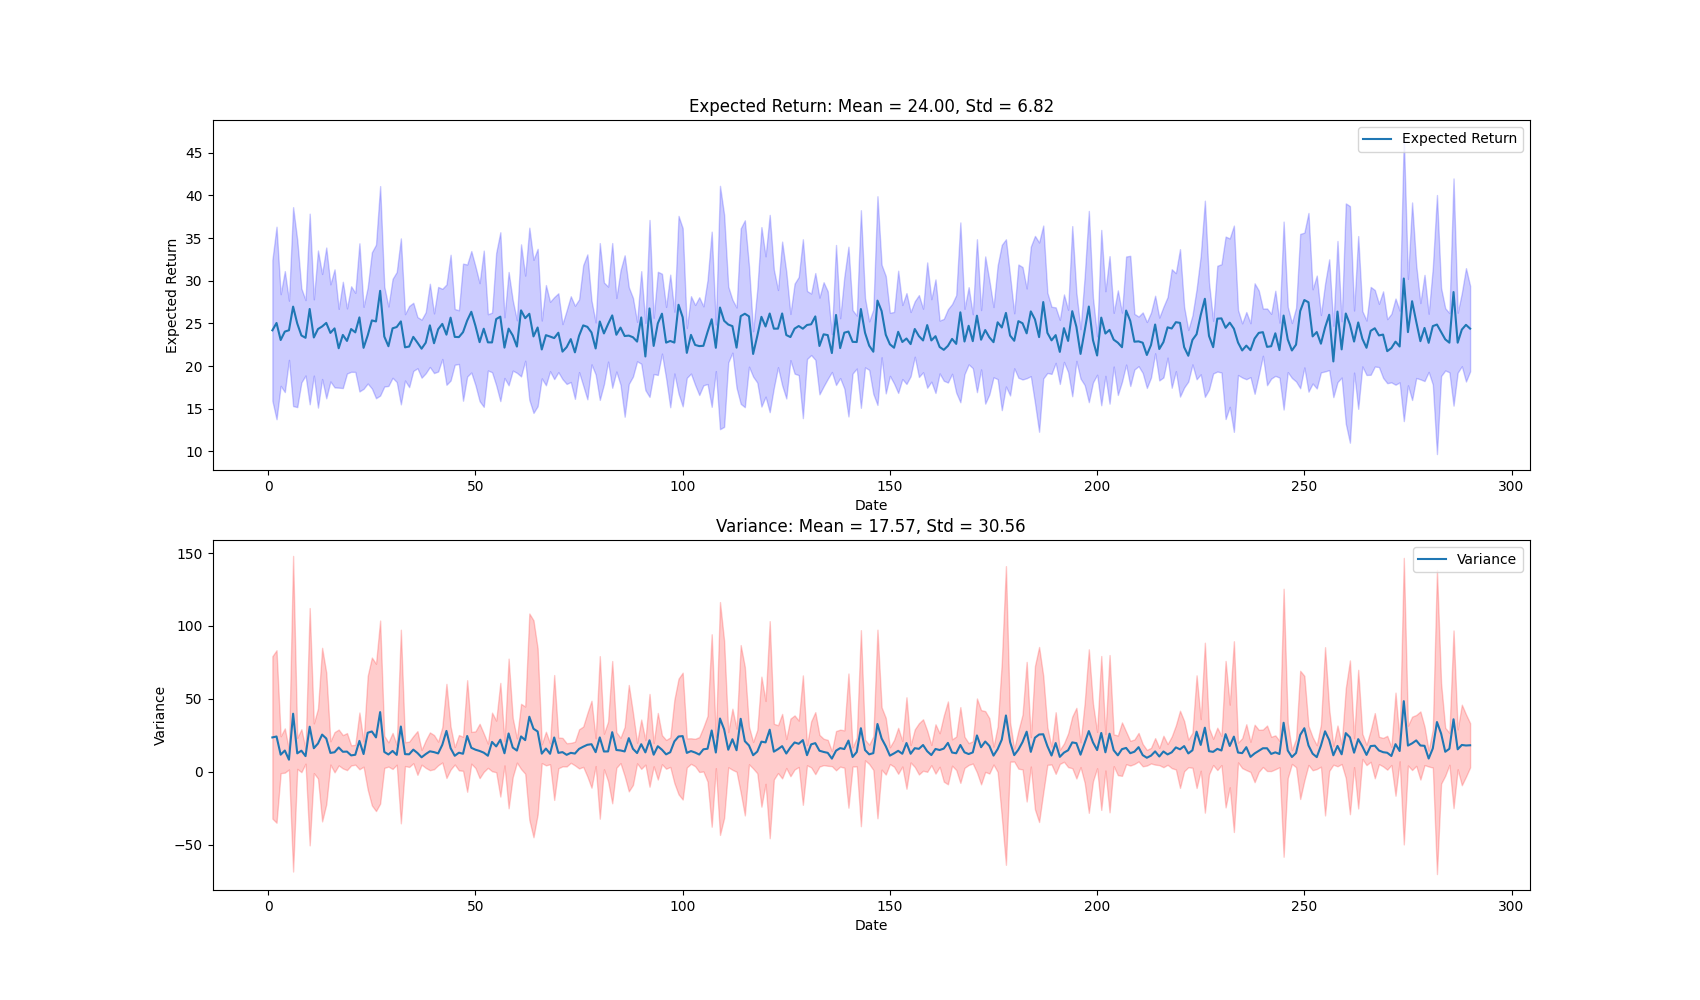 Expected Return: Mean = 24.00, Std = 6.82
Expected Return
45
40
35
30
25
20
15
10
Expected Return
0 50 100 150 200 250 300
Date
Variance: Mean = 17.57, Std = 30.56
Variance
150
100
50
0
−50
Variance
0 50 100 150 200 250 300
Date